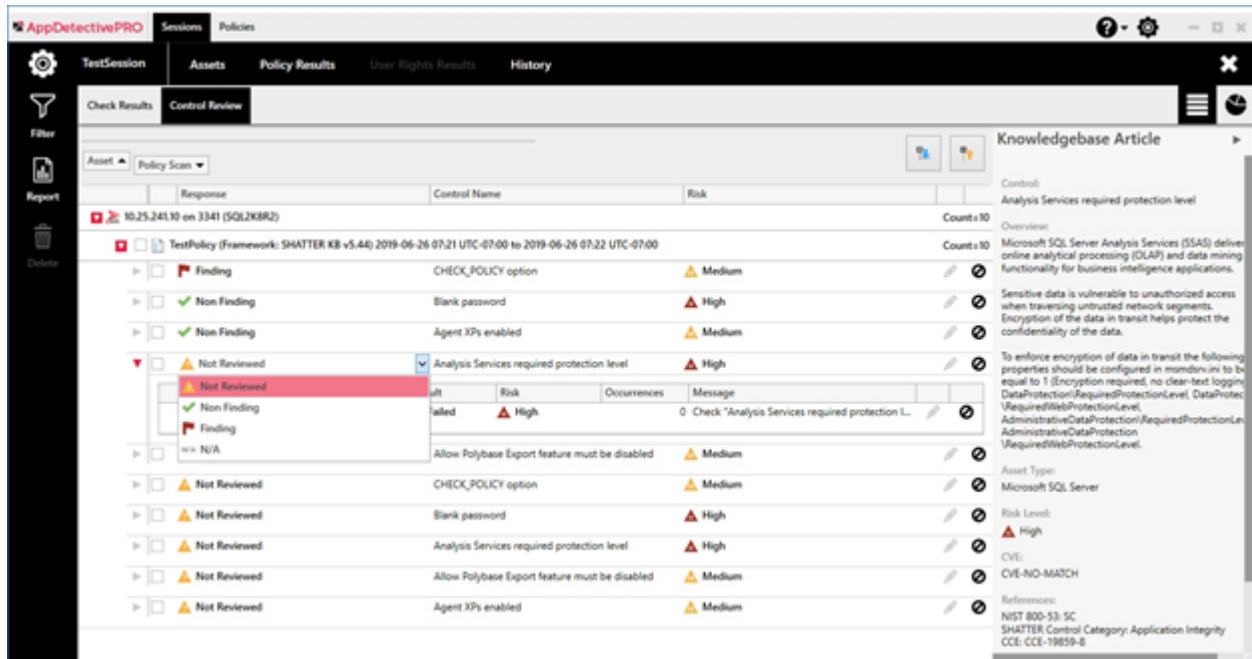 AppDetectivePRO Sessions Policies
TestSession Assets Policy Results User Rights Results History
Filter
Report
Delete
Check Results Control Review
Asset Policy Scan
Response Control Name Risk
10.25.241.10 on 3341 (SQL2K8R2) Count=10
TestPolicy (Framework: SHATTER KB v5.44) 2019-06-26 07:21 UTC-07:00 to 2019-06-26 07:22 UTC-07:00 Count=10
Finding CHECK_POLICY option Medium
Non Finding Blank password High
Non Finding Agent XPs enabled Medium
Not Reviewed Analysis Services required protection level High
Not Reviewed
Non Finding
Finding
N/A N/A
ult Risk Occurrences Message
Failed High 0 Check "Analysis Services required protection l...
Allow Polybase Export feature must be disabled Medium
Not Reviewed CHECK_POLICY option Medium
Not Reviewed Blank password High
Not Reviewed Analysis Services required protection level High
Not Reviewed Allow Polybase Export feature must be disabled Medium
Not Reviewed Agent XPs enabled Medium
Knowledgebase Article
Control:
Analysis Services required protection level
Overview:
Microsoft SQL Server Analysis Services (SSAS) deliver
online analytical processing (OLAP) and data mining
functionality for business intelligence applications.
Sensitive data is vulnerable to unauthorized access
when traversing untrusted network segments.
Encryption of the data in transit helps protect the
confidentiality of the data.
To enforce encryption of data in transit the following
properties should be configured in msmdsrv.ini to be
equal to 1 (Encryption required, no clear-text logging
DataProtection\RequiredProtectionLevel, DataProtec
\RequiredWebProtectionLevel,
AdministrativeDataProtection\RequiredProtectionLev
AdministrativeDataProtection
\RequiredWebProtectionLevel.
Asset Type:
Microsoft SQL Server
Risk Level:
High
CVE:
CVE-NO-MATCH
References:
NIST 800-53: SC
SHATTER Control Category: Application Integrity
CCE: CCE-19859-8